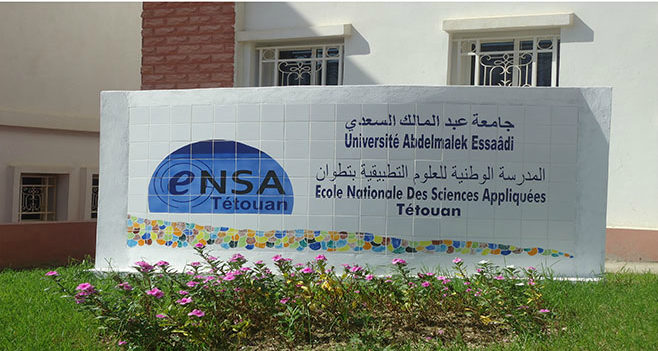 eNSA
Tétouan
جامعة عبد المالك السعدي
Université Abdelmalek Essaâdi
المدرسة الوطنية للعلوم التطبيقية بتطوان
Ecole Nationale Des Sciences Appliquées
Tétouan